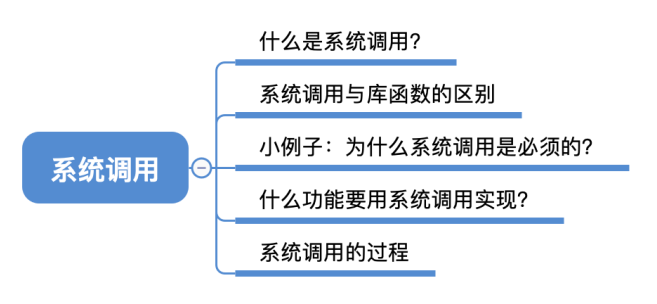 什么是系统调用？
系统调用与库函数的区别
小例子：为什么系统调用是必须的？
系统调用
什么功能要用系统调用实现？
系统调用的过程